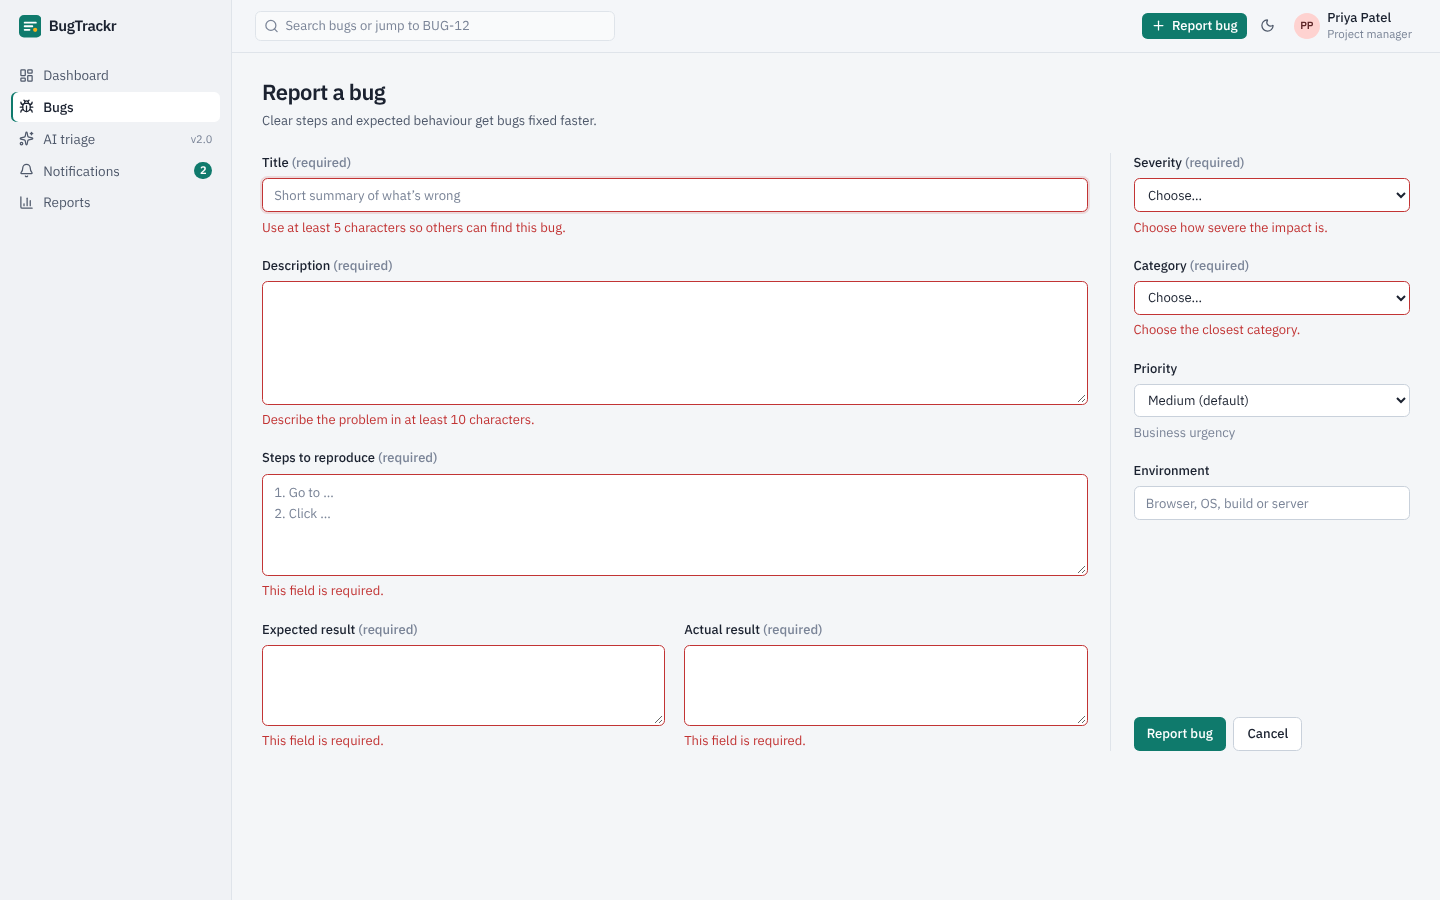 BugTrackr
Search bugs or jump to BUG-12
Report bug
PP
Priya Patel
Project manager
Dashboard
Bugs
AI triage
v2.0
Notifications
2
Reports
Report a bug
Clear steps and expected behaviour get bugs fixed faster.
Title (required)
Short summary of what's wrong
Use at least 5 characters so others can find this bug.
Description (required)
Describe the problem in at least 10 characters.
Steps to reproduce (required)
1. Go to ...
2. Click ...
This field is required.
Expected result (required)
This field is required.
Actual result (required)
This field is required.
Severity (required)
Choose...
Choose how severe the impact is.
Category (required)
Choose...
Choose the closest category.
Priority
Medium (default)
Business urgency
Environment
Browser, OS, build or server
Report bug
Cancel